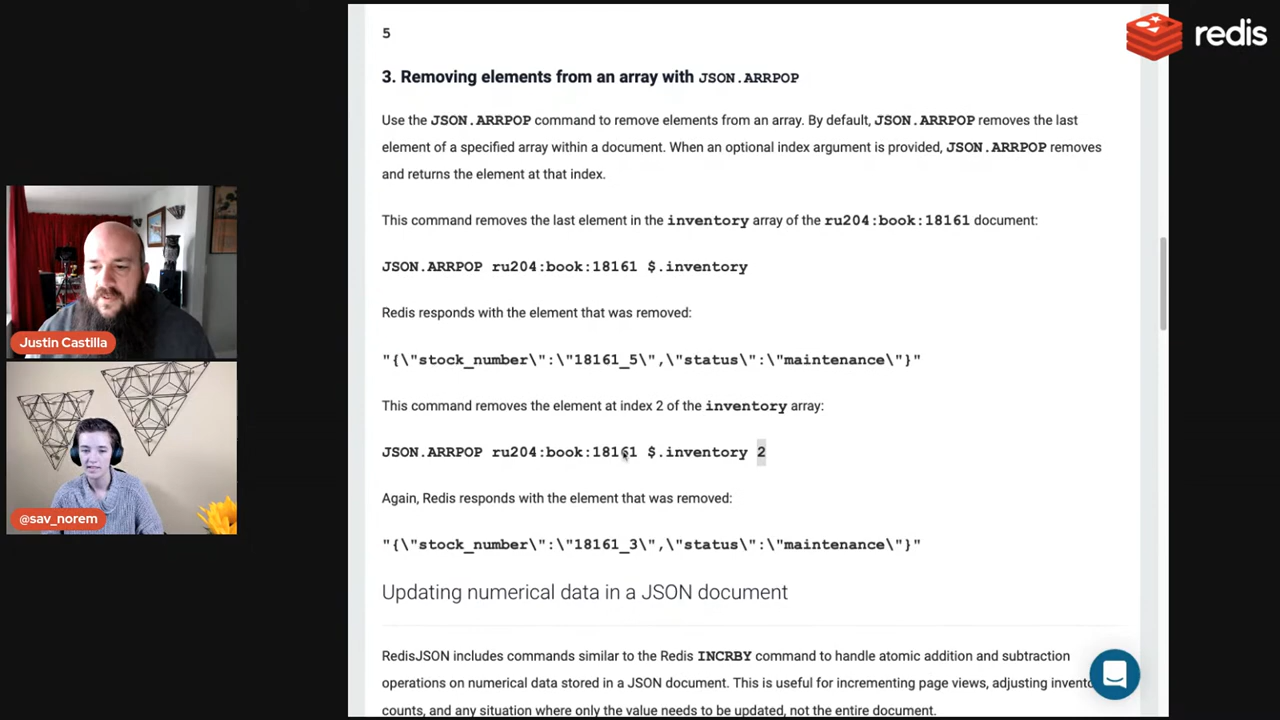 redis
5
3. Removing elements from an array with JSON.ARRPOP
Use the JSON.ARRPOP command to remove elements from an array. By default, JSON.ARRPOP removes the last
element of a specified array within a document. When an optional index argument is provided, JSON.ARRPOP removes
and returns the element at that index.
This command removes the last element in the inventory array of the ru204:book:18161 document:
JSON.ARRPOP ru204:book:18161 $.inventory
Redis responds with the element that was removed:
"{\"stock_number\":\"18161_5\",\"status\":\"maintenance\"}"
This command removes the element at index 2 of the inventory array:
JSON.ARRPOP ru204:book:18161 $.inventory 2
Again, Redis responds with the element that was removed:
"{\"stock_number\":\"18161_3\",\"status\":\"maintenance\"}"
Updating numerical data in a JSON document
RedisJSON includes commands similar to the Redis INCRBY command to handle atomic addition and subtraction
operations on numerical data stored in a JSON document. This is useful for incrementing page views, adjusting invento
counts, and any situation where only the value needs to be updated, not the entire document.
Justin Castilla
@sav_norem